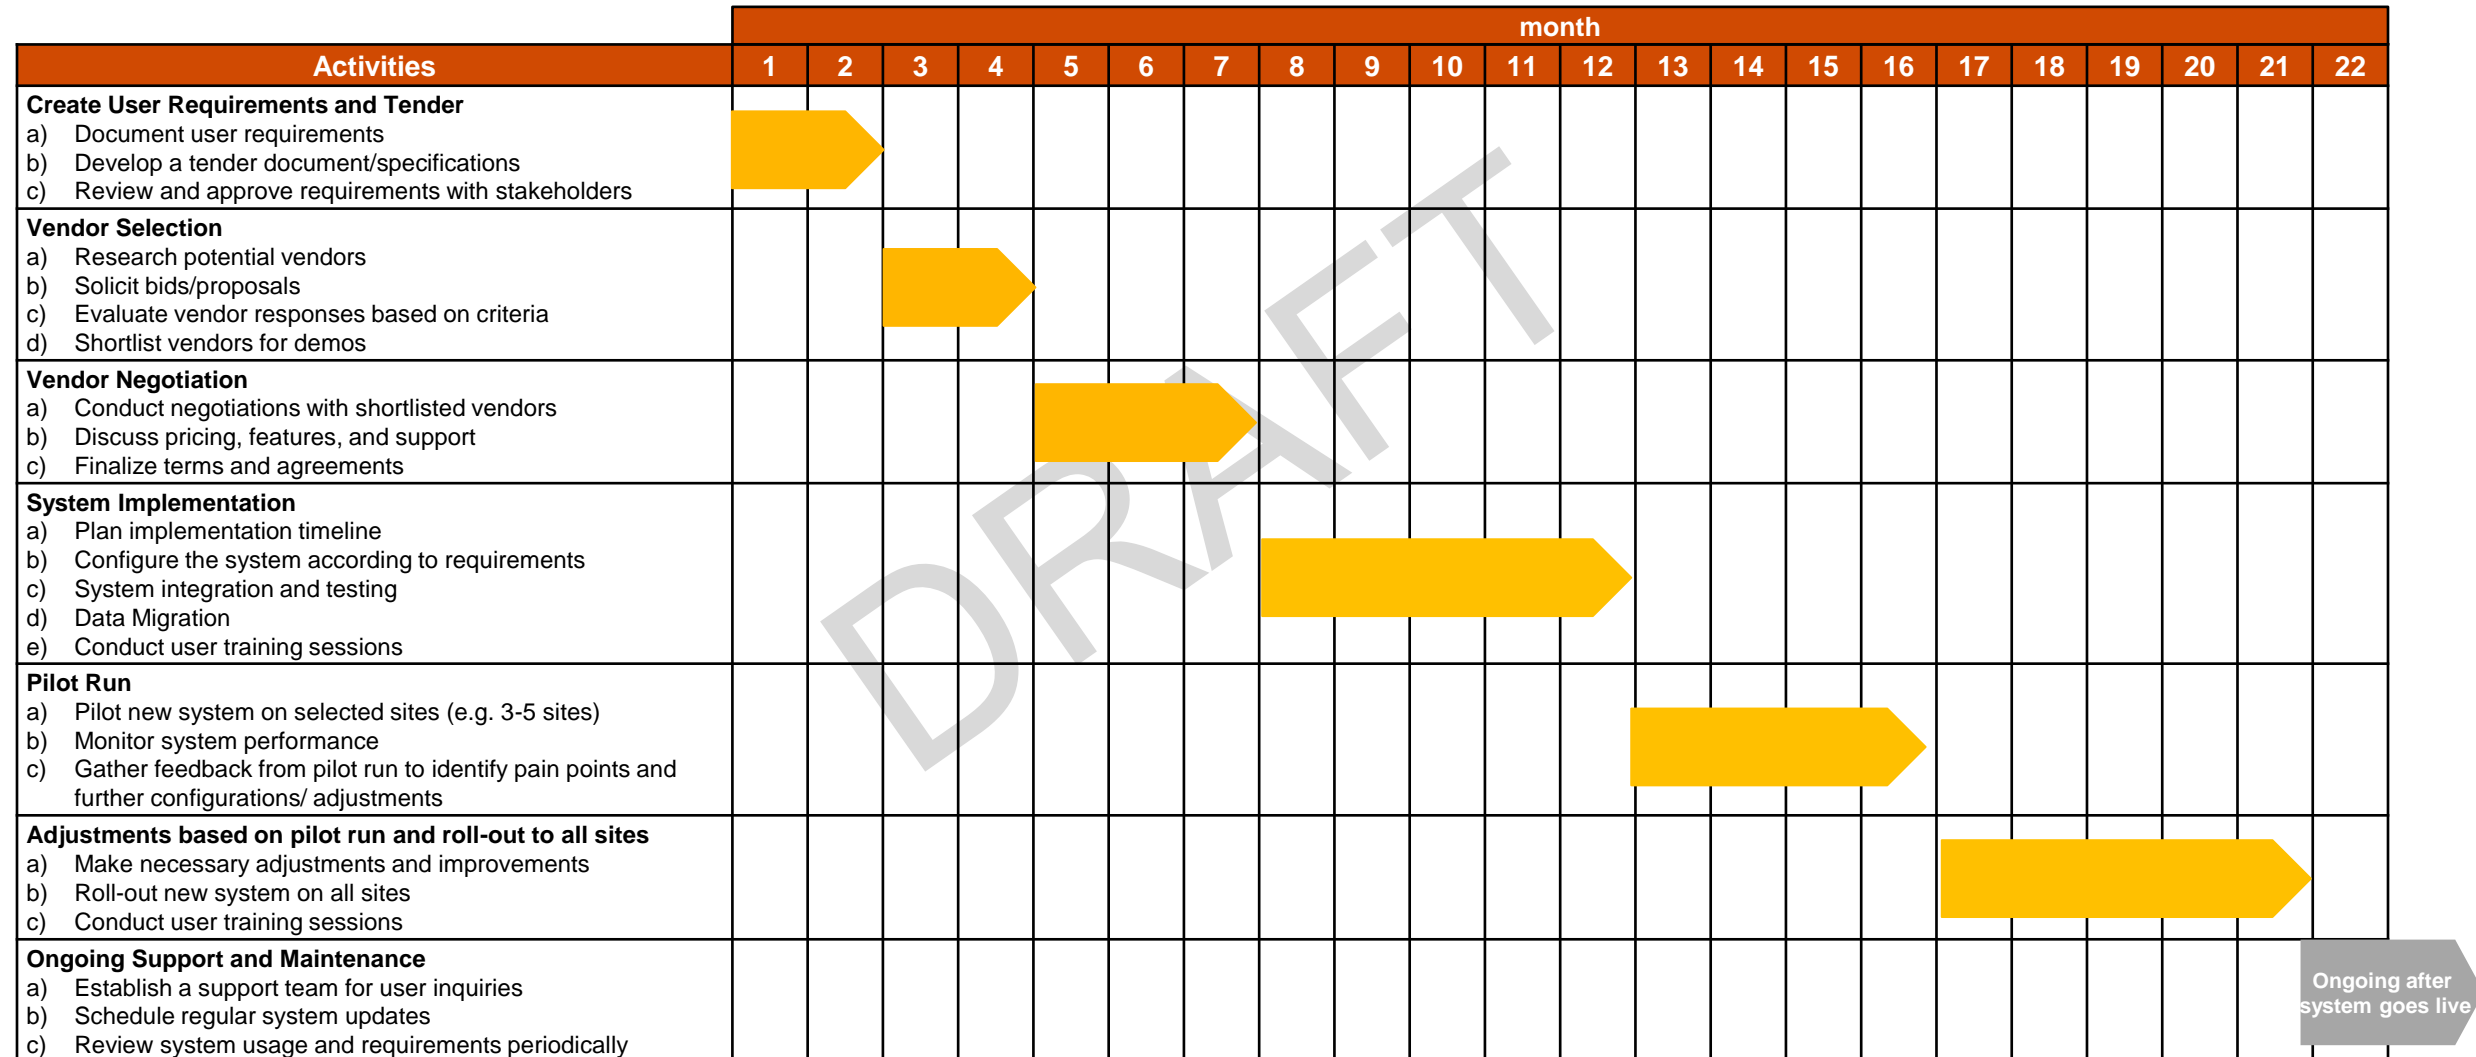 month
Activities 1 2 3 4 5 6 7 8 9 10 11 12 13 14 15 16 17 18 19 20 21 22
Create User Requirements and Tender
a) Document user requirements
b) Develop a tender document/specifications
c) Review and approve requirements with stakeholders
Vendor Selection
a) Research potential vendors
b) Solicit bids/proposals
c) Evaluate vendor responses based on criteria
d) Shortlist vendors for demos
Vendor Negotiation
a) Conduct negotiations with shortlisted vendors
b) Discuss pricing, features, and support
c) Finalize terms and agreements
System Implementation
a) Plan implementation timeline
b) Configure the system according to requirements
c) System integration and testing
d) Data Migration
e) Conduct user training sessions
Pilot Run
a) Pilot new system on selected sites (e.g. 3-5 sites)
b) Monitor system performance
c) Gather feedback from pilot run to identify pain points and
further configurations/ adjustments
Adjustments based on pilot run and roll-out to all sites
a) Make necessary adjustments and improvements
b) Roll-out new system on all sites
c) Conduct user training sessions
Ongoing Support and Maintenance
a) Establish a support team for user inquiries
b) Schedule regular system updates
c) Review system usage and requirements periodically
Ongoing after
system goes live
DRAFT